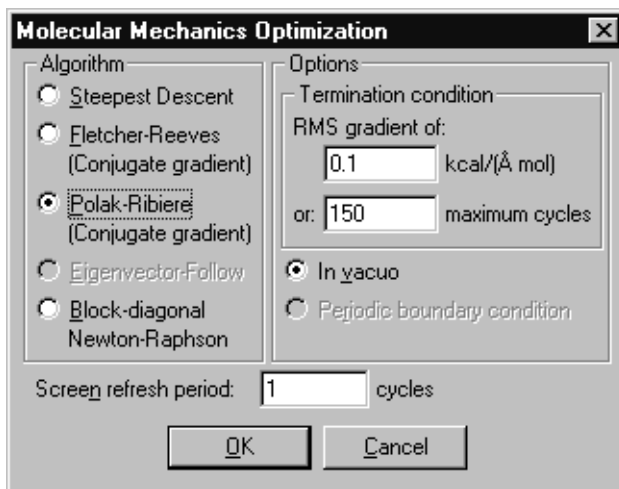 Molecular Mechanics Optimization
Algorithm
Steepest Descent
Fletcher-Reeves
(Conjugate gradient)
Polak-Ribiere
(Conjugate gradient)
Eigenvector-Follow
Block-diagonal
Newton-Raphson
Options
Termination condition
RMS gradient of:
0.1 kcal/(Å mol)
or: 150 maximum cycles
In vacuo
Periodic boundary condition
Screen refresh period: 1 cycles
OK Cancel